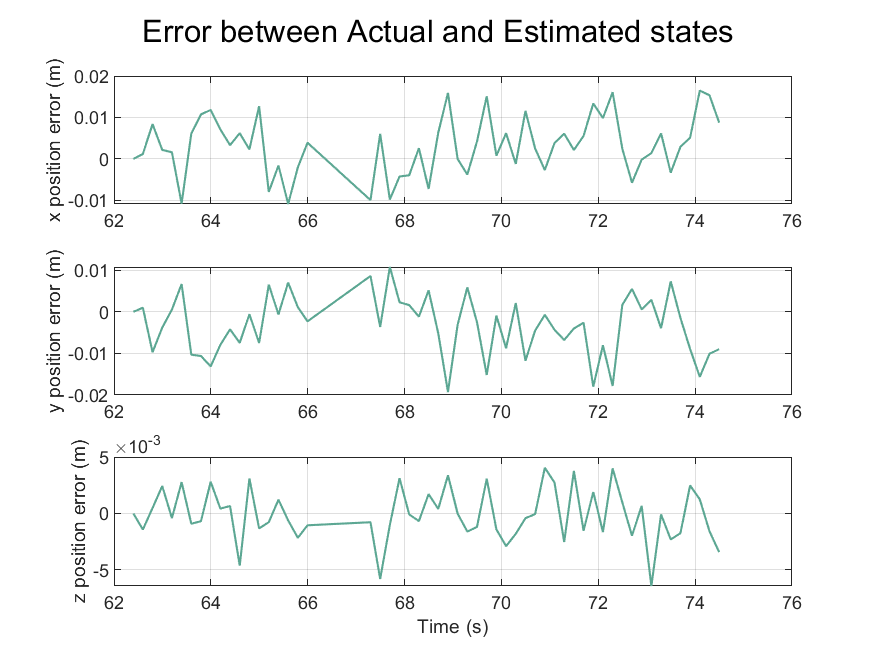 Error between Actual and Estimated states
x position error (m)
0.02
0.01
0
-0.01
62 64 66 68 70 72 74 76
y position error (m)
0.01
0
-0.01
-0.02
62 64 66 68 70 72 74 76
z position error (m)
×10-3
5
0
-5
62 64 66 68 70 72 74 76
Time (s)